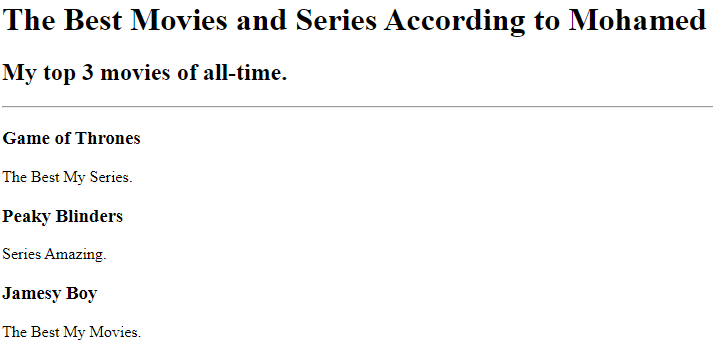 The Best Movies and Series According to Mohamed
My top 3 movies of all-time.
Game of Thrones
The Best My Series.
Peaky Blinders
Series Amazing.
Jamesy Boy
The Best My Movies.